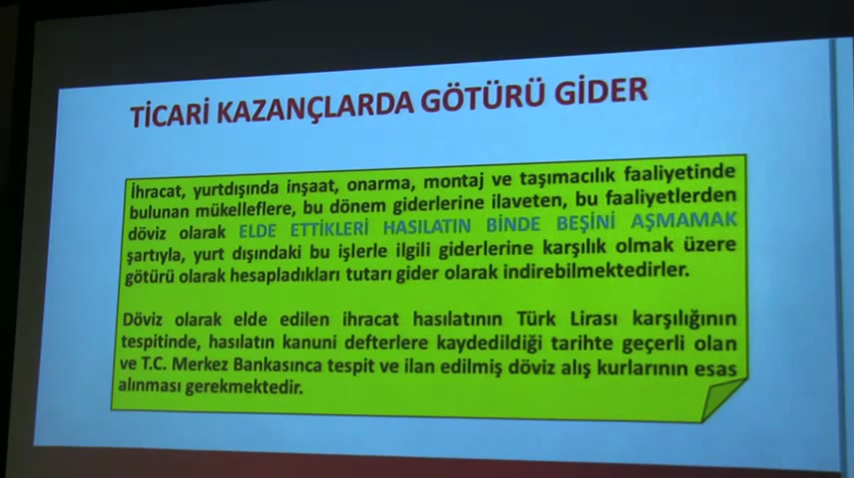 TİCARİ KAZANÇLARDA GÖTÜRÜ GİDER
İhracat, yurtdışında inşaat, onarma, montaj ve taşımacılık faaliyetinde
bulunan mükelleflere, bu dönem giderlerine ilaveten, bu faaliyetlerden
döviz olarak ELDE ETTİKLERİ HASILATIN BİNDE BEŞİNİ AŞMAMAK
şartıyla, yurt dışındaki bu işlerle ilgili giderlerine karşılık olmak üzere
götürü olarak hesapladıkları tutarı gider olarak indirebilmektedirler.
Döviz olarak elde edilen ihracat hasılatının Türk Lirası karşılığının
tespitinde, hasılatın kanuni defterlere kaydedildiği tarihte geçerli olan
ve T.C. Merkez Bankasınca tespit ve ilan edilmiş döviz alış kurlarının esas
alınması gerekmektedir.